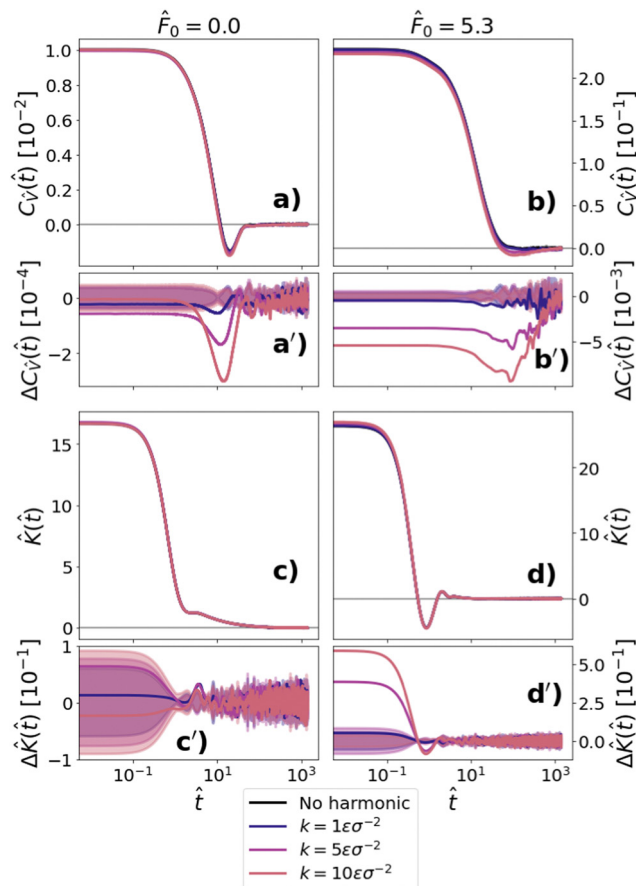 F̂₀ = 0.0
F̂₀ = 5.3
C_V̂(t̂) [10⁻²]
1.0
0.8
0.6
0.4
0.2
0.0
a)
b)
2.0
1.5
1.0
0.5
0.0
C_V̂(t̂) [10⁻¹]
ΔC_V̂(t̂) [10⁻⁴]
0
−2
a′)
b′)
0
−5
ΔC_V̂(t̂) [10⁻³]
K̂(t̂)
15
10
5
0
c)
d)
20
10
0
K̂(t̂)
ΔK̂(t̂) [10⁻¹]
1
0
−1
c′)
d′)
5.0
2.5
0.0
ΔK̂(t̂) [10⁻¹]
10⁻¹ 10¹ 10³
10⁻¹ 10¹ 10³
t̂
t̂
No harmonic
k = 1εσ⁻²
k = 5εσ⁻²
k = 10εσ⁻²